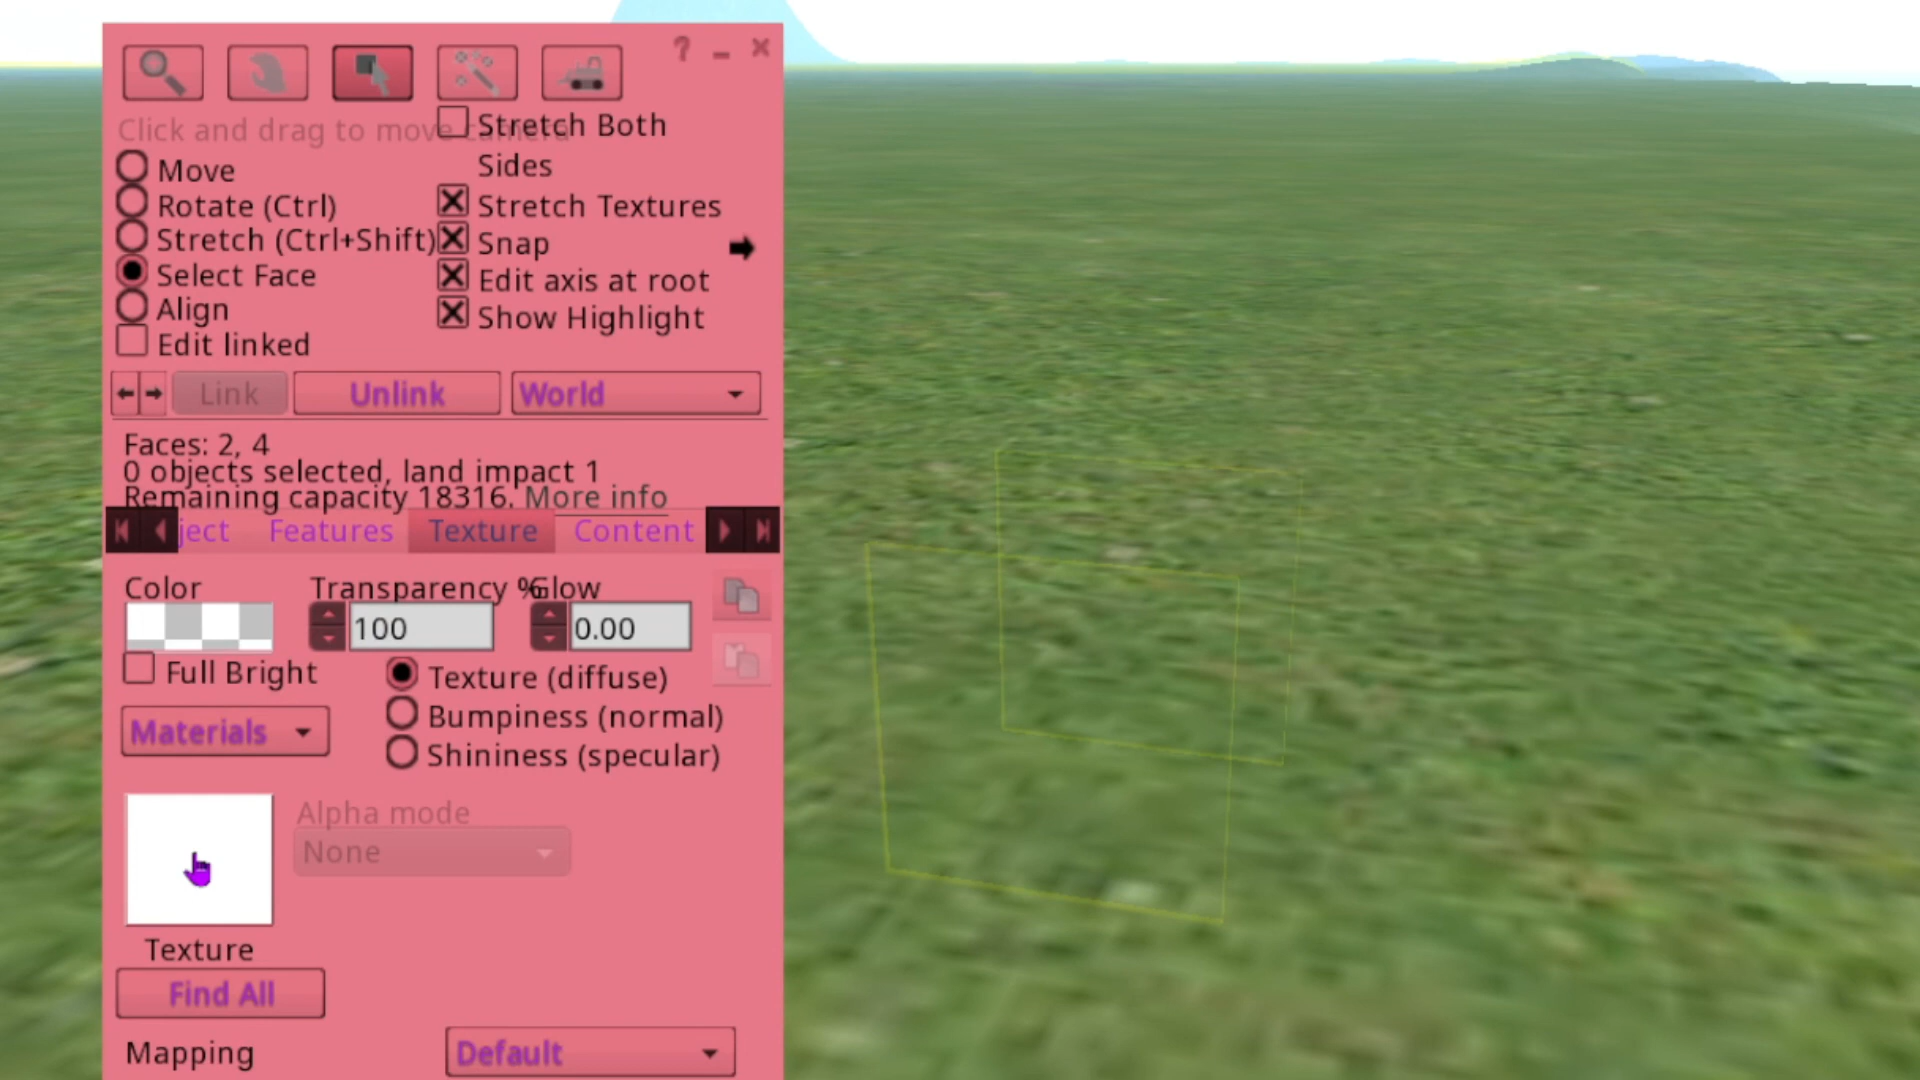 ?
Click and drag to move camera
Stretch Both
Sides
Move
Rotate (Ctrl)
Stretch Textures
Stretch (Ctrl+Shift)
Snap
Select Face
Edit axis at root
Align
Show Highlight
Edit linked
Link
Unlink
World
Faces: 2, 4
0 objects selected, land impact 1
Remaining capacity 18316. More info
ject
Features
Texture
Content
Color
Transparency %
Glow
100
0.00
Full Bright
Texture (diffuse)
Bumpiness (normal)
Materials
Shininess (specular)
Alpha mode
None
Texture
Find All
Mapping
Default